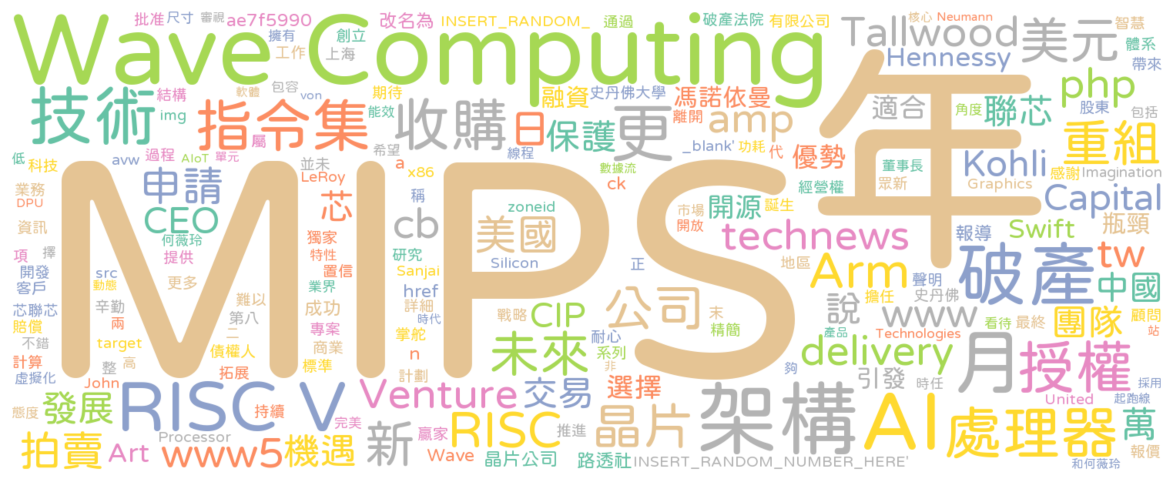 批准 尺寸 審視 ae7f5990 改名為 INSERT_RANDOM_ 通過 破產法院 有限公司 核心 Neumann 智慧
Wave Computing 擁有 創立 工作 上海 Tallwood 美元 體系 帶來
技術 結構 軟體 包容 von 期待 能效 融資 史丹佛大學 馮諾依曼 離開 Hennessy php 股東
img 指令集 收購 日 保護 更 amp 適合 角度 聯芯 包括
低 AIoT 單元 屬 希望 線程 _blank' 功耗 代 優勢 年 重組
科技 avw 過程 並未 a x86 數據流 董事長 Kohli 感謝 Imagination
業務 DPU 申請 LeRoy 芯 稱 ck 經營權 眾新 Graphics Capital
資訊 CEO 何薇玲 獨家 cb zoneid 美國 市場 開放 開源 誕生 Swift 瓶頸
項 擇 提供 特性 研究 technews 報導 tw
開發 客戶 src 動態 更多 置信 業界 Sanjai Silicon 正 地區 Arm 聲明 破產 中國
芯聯芯 辛勤 難以 成功 href 詳細 時代 MIPS 公司 說 擔任 史丹佛 www
賠償 不錯 兩 第八 專案 掌舵 戰略 CIP 耐心 末 精簡 產品 Technologies 看待 最終 團隊 顧問 站
計算 target 二 債權人 商業 n 未來 系列 非 delivery 月 授權
虛擬化 整 高 John 拓展 標準 計劃 選擇 夠 引發 時任 United 採用 起跑線
態度 發展 RISC V 持續 完美 Venture 交易 架構 AI 處理器 萬
拍賣 Art Processor www5 機遇 新 贏家 Wave RISC 推進 晶片 晶片公司 路透社 INSERT_RANDOM_NUMBER_HERE' 報價 和何薇玲